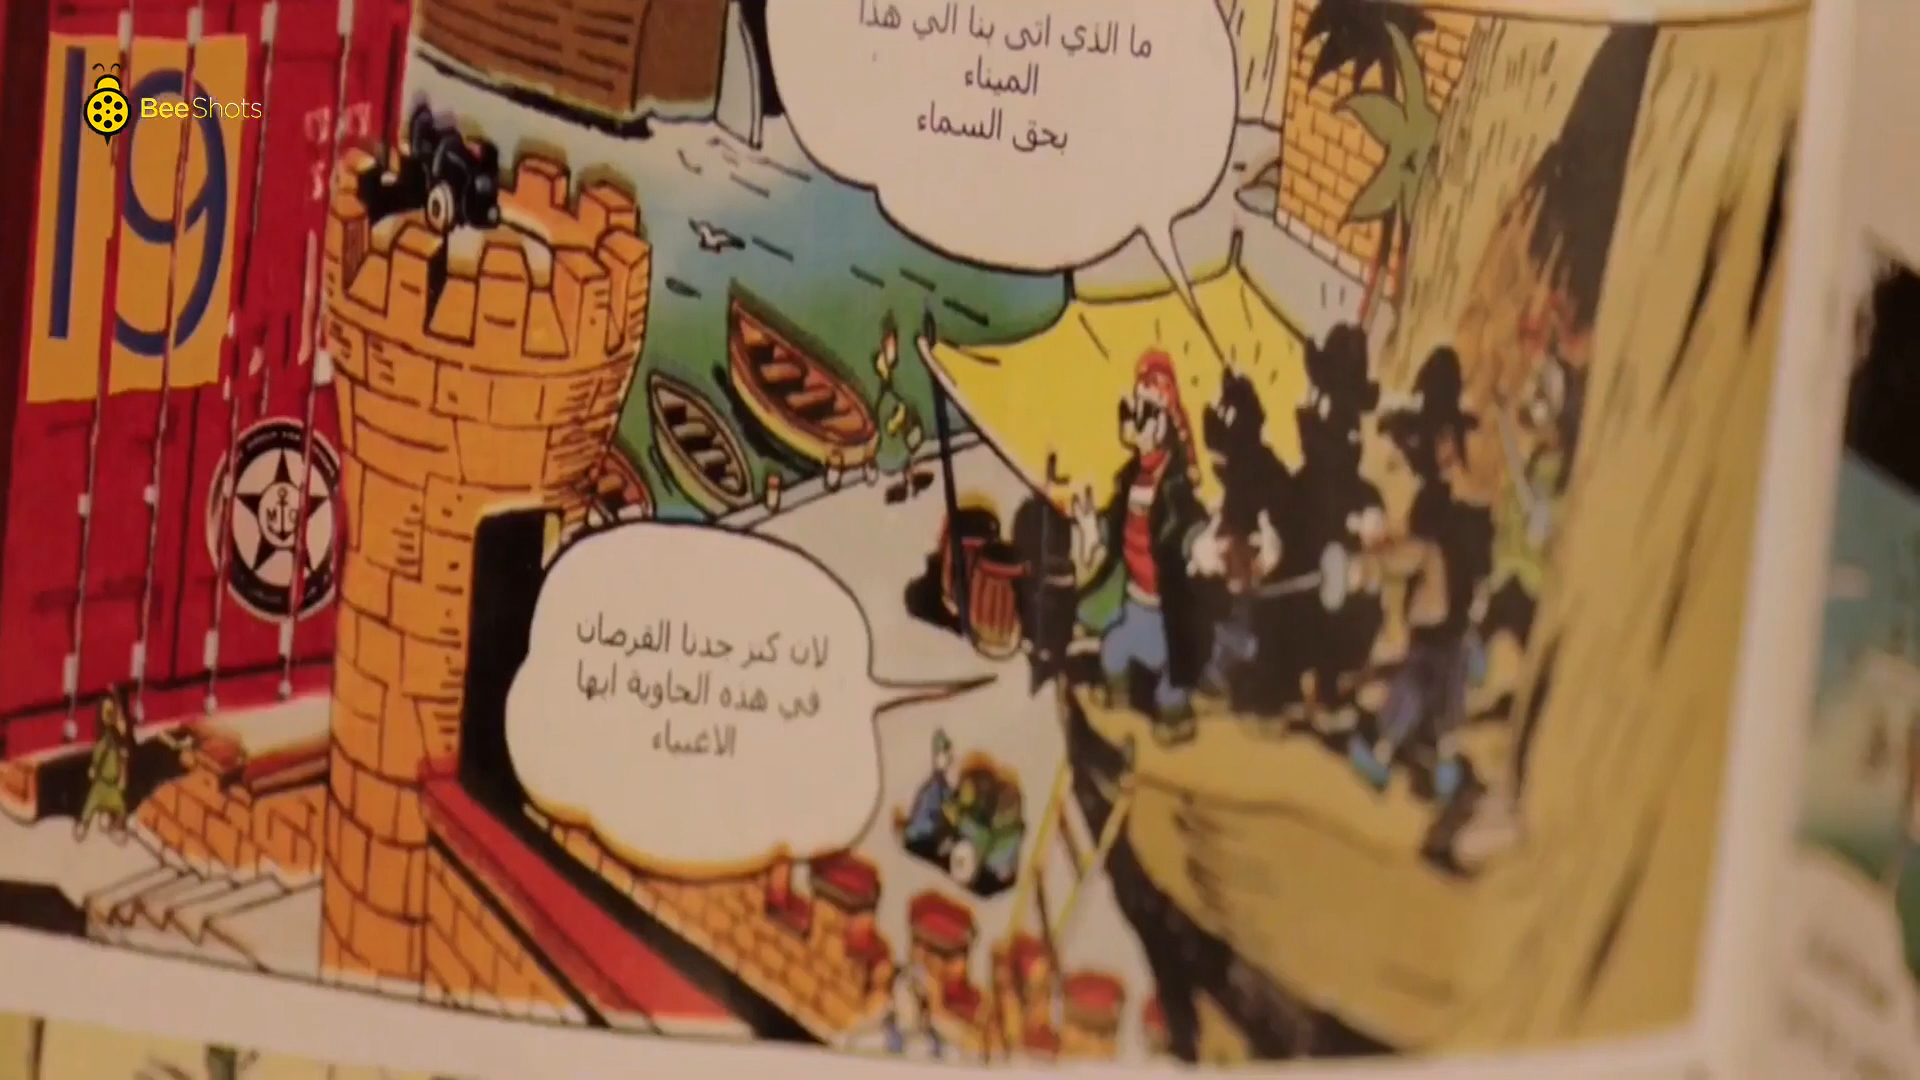 BeeShots
19
ما الذي اتى بنا الي هذا
الميناء
بحق السماء
لان كنز جدنا القرصان
في هذه الحاوية ايها
الاغبياء